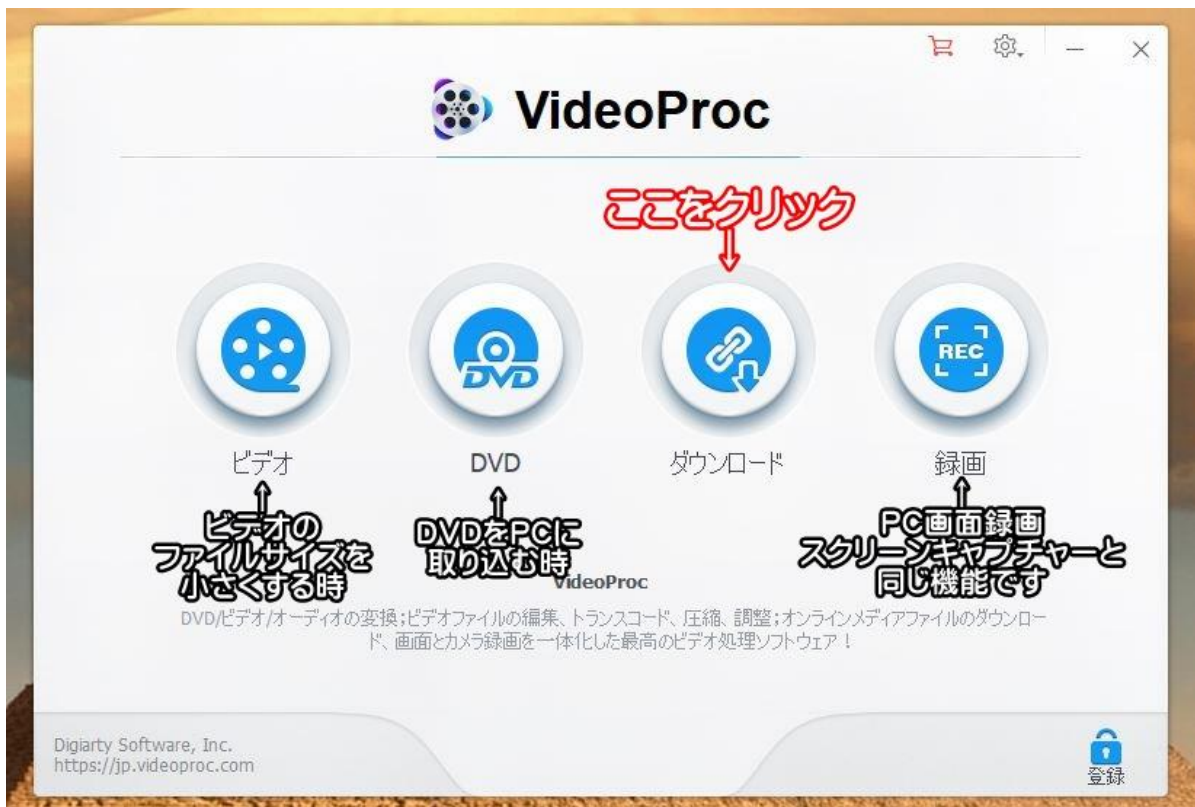 VideoProc
ここをクリック
DVD
REC
ビデオ
DVD
ダウンロード
録画
ビデオの
ファイルサイズを
小さくする時
DVDをPCに
取り込む時
PC画面録画
スクリーンキャプチャーと
同じ機能です
VideoProc
DVD/ビデオ/オーディオの変換;ビデオファイルの編集、トランスコード、圧縮、調整;オンラインメディアファイルのダウンロー
ド、画面とカメラ録画を一体化した最高のビデオ処理ソフトウェア！
Digiarty Software, Inc.
https://jp.videoproc.com
登録